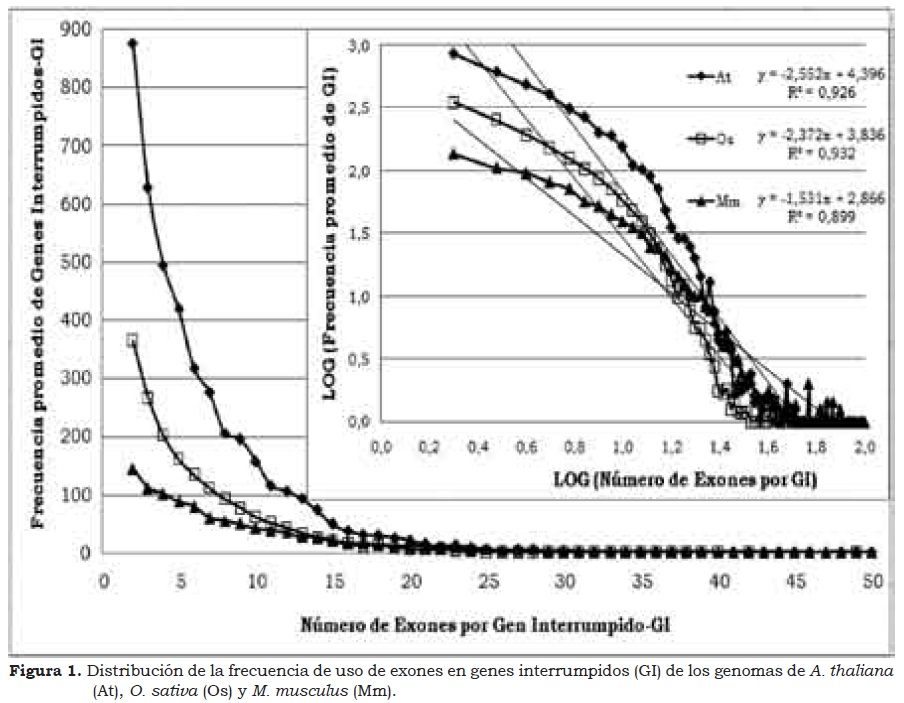 900
800
700
600
500
400
300
200
100
0
Frecuencia promedio de Genes Interrumpidos-GI
0 5 10 15 20 25 30 35 40 45 50
Número de Exones por Gen Interrumpido-GI
3,0
2,5
2,0
1,5
1,0
0,5
0,0
LOG (Frecuencia promedio de GI)
0,0 0,2 0,4 0,6 0,8 1,0 1,2 1,4 1,6 1,8 2,0
LOG (Número de Exones por GI)
At y = -2,552x + 4,396
R² = 0,926
Os y = -2,372x + 3,836
R² = 0,932
Mm y = -1,531x + 2,866
R² = 0,899
Figura 1. Distribución de la frecuencia de uso de exones en genes interrumpidos (GI) de los genomas de A. thaliana
(At), O. sativa (Os) y M. musculus (Mm).